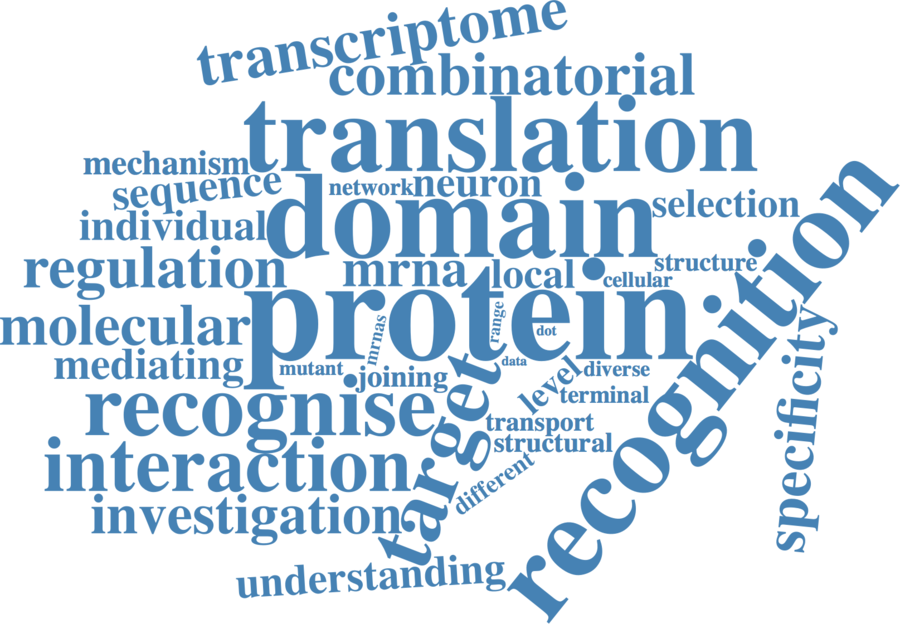 transcriptome
combinatorial
translation
mechanism
sequence
network
neuron
individual
domain
selection
regulation
mrna
local
structure
cellular
protein
recognition
molecular
mrnas
range
dot
data
mediating
mutant
joining
level
diverse
terminal
recognise
target
transport
structural
specificity
interaction
different
investigation
understanding